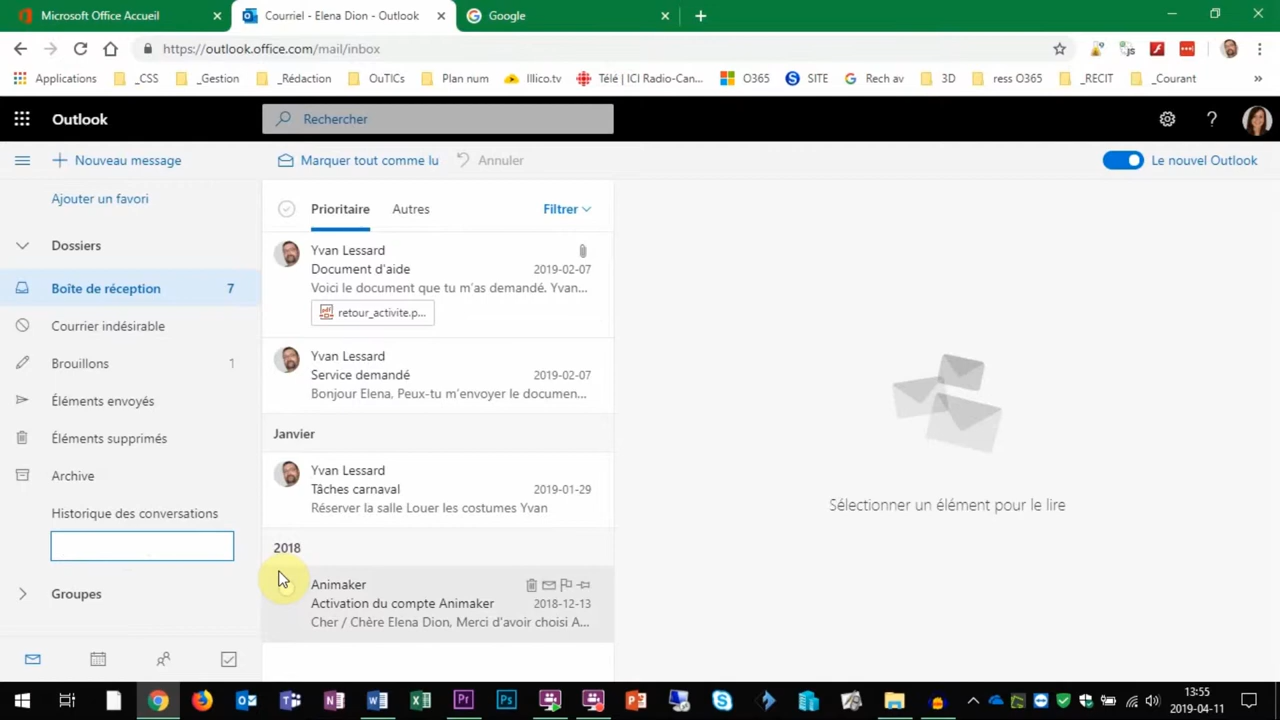 Microsoft Office Accueil
Courriel - Elena Dion - Outlook
Google
https://outlook.office.com/mail/inbox
Applications
_CSS
_Gestion
_Rédaction
OuTICs
Plan num
Illico.tv
Télé | ICI Radio-Can...
O365
SITE
Rech av
3D
ress O365
_RECIT
_Courant
»
Outlook
Rechercher
?
Nouveau message
Marquer tout comme lu
Annuler
Le nouvel Outlook
Ajouter un favori
Dossiers
Boîte de réception 7
Courrier indésirable
Brouillons 1
Éléments envoyés
Éléments supprimés
Archive
Historique des conversations
Groupes
Prioritaire
Autres
Filtrer
Yvan Lessard
Document d'aide 2019-02-07
Voici le document que tu m'as demandé. Yvan...
retour_activite.p...
Yvan Lessard
Service demandé 2019-02-07
Bonjour Elena, Peux-tu m'envoyer le documen...
Janvier
Yvan Lessard
Tâches carnaval 2019-01-29
Réserver la salle Louer les costumes Yvan
2018
Animaker
Activation du compte Animaker 2018-12-13
Cher / Chère Elena Dion, Merci d'avoir choisi A...
Sélectionner un élément pour le lire
13:55
2019-04-11